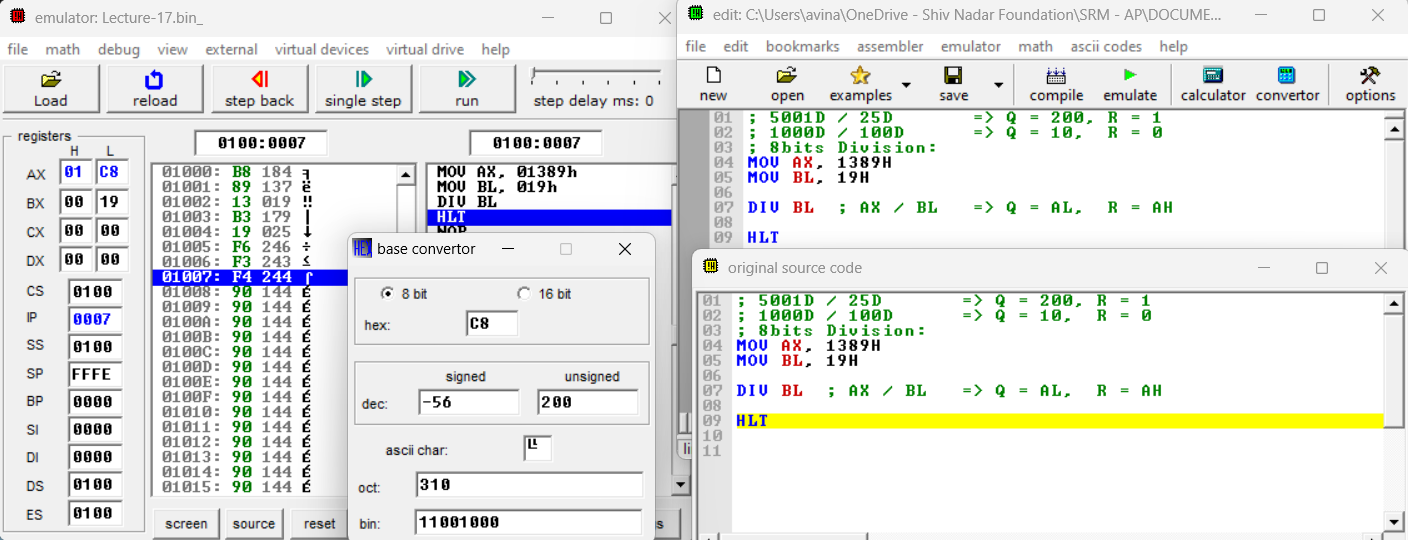 emulator: Lecture-17.bin_
file math debug view external virtual devices virtual drive help
Load reload step back single step run step delay ms: 0
registers
H L
AX 01 C8
BX 00 19
CX 00 00
DX 00 00
CS 0100
IP 0007
SS 0100
SP FFFE
BP 0000
SI 0000
DI 0000
DS 0100
ES 0100
0100:0007
01000: B8 184 ╕
01001: 89 137 ë
01002: 13 019 ‼
01003: B3 179 │
01004: 19 025 ↓
01005: F6 246 ÷
01006: F3 243 ≤
01007: F4 244 ⌠
01008: 90 144 É
01009: 90 144 É
0100A: 90 144 É
0100B: 90 144 É
0100C: 90 144 É
0100D: 90 144 É
0100E: 90 144 É
0100F: 90 144 É
01010: 90 144 É
01011: 90 144 É
01012: 90 144 É
01013: 90 144 É
01014: 90 144 É
01015: 90 144 É
0100:0007
MOV AX, 01389h
MOV BL, 019h
DIV BL
HLT
NOP
screen source reset
base convertor
8 bit 16 bit
hex: C8
signed unsigned
dec: -56 200
ascii char: ╚
oct: 310
bin: 11001000
edit: C:\Users\avina\OneDrive - Shiv Nadar Foundation\SRM - AP\DOCUME...
file edit bookmarks assembler emulator math ascii codes help
new open examples save compile emulate calculator convertor options
01 ; 5001D / 25D => Q = 200, R = 1
02 ; 1000D / 100D => Q = 10, R = 0
03 ; 8bits Division:
04 MOV AX, 1389H
05 MOV BL, 19H
06
07 DIV BL ; AX / BL => Q = AL, R = AH
08
09 HLT
original source code
01 ; 5001D / 25D => Q = 200, R = 1
02 ; 1000D / 100D => Q = 10, R = 0
03 ; 8bits Division:
04 MOV AX, 1389H
05 MOV BL, 19H
06
07 DIV BL ; AX / BL => Q = AL, R = AH
08
09 HLT
10
11